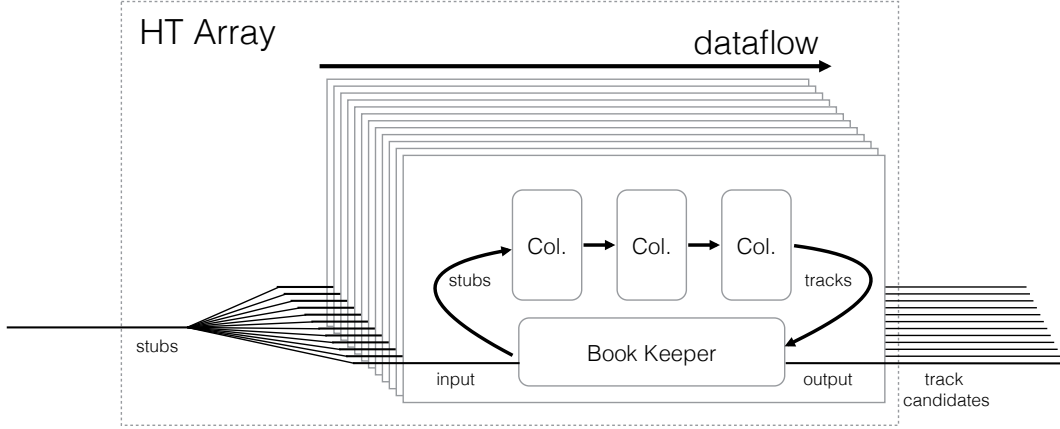 HT Array
dataflow
Col.
Col.
Col.
stubs
tracks
stubs
Book Keeper
input
output
track
candidates